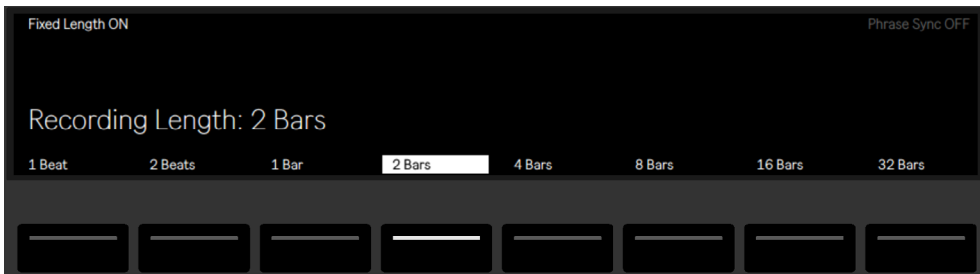 Fixed Length ON Phrase Sync OFF
Recording Length: 2 Bars
1 Beat 2 Beats 1 Bar 2 Bars 4 Bars 8 Bars 16 Bars 32 Bars